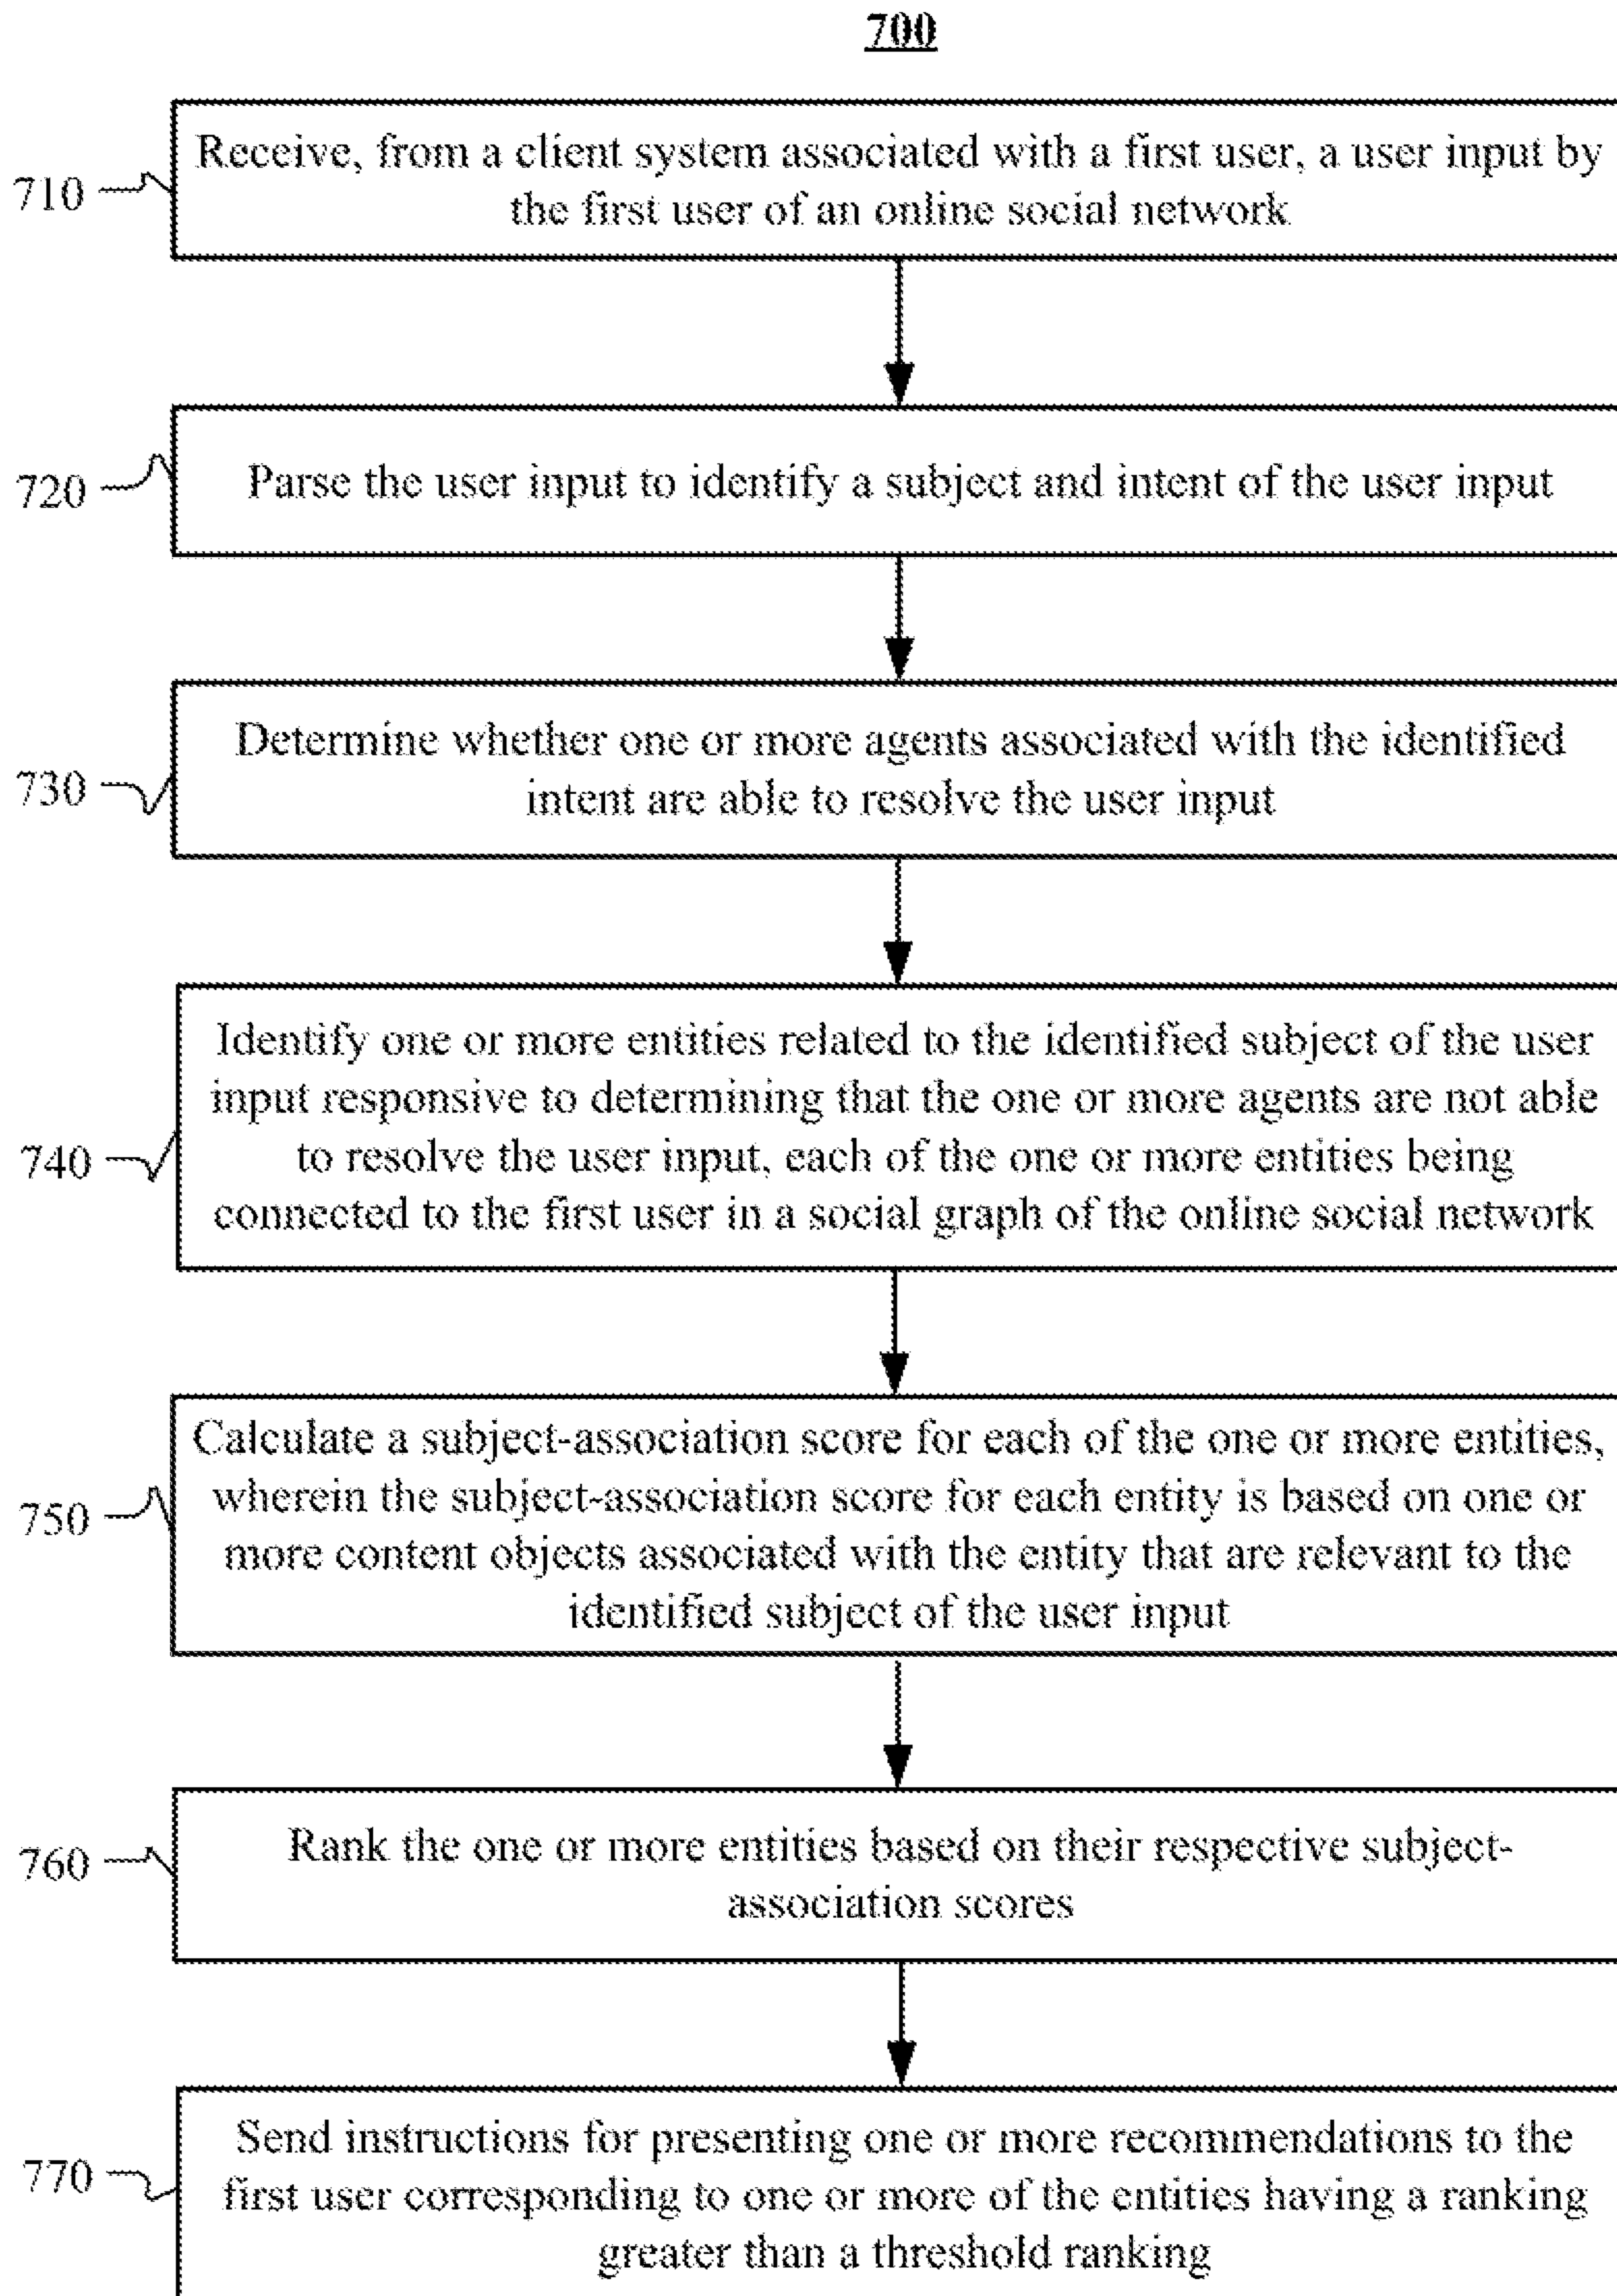 700
710
Receive, from a client system associated with a first user, a user input by
the first user of an online social network
720
Parse the user input to identify a subject and intent of the user input
730
Determine whether one or more agents associated with the identified
intent are able to resolve the user input
740
Identify one or more entities related to the identified subject of the user
input responsive to determining that the one or more agents are not able
to resolve the user input, each of the one or more entities being
connected to the first user in a social graph of the online social network
750
Calculate a subject-association score for each of the one or more entities,
wherein the subject-association score for each entity is based on one or
more content objects associated with the entity that are relevant to the
identified subject of the user input
760
Rank the one or more entities based on their respective subject-
association scores
770
Send instructions for presenting one or more recommendations to the
first user corresponding to one or more of the entities having a ranking
greater than a threshold ranking